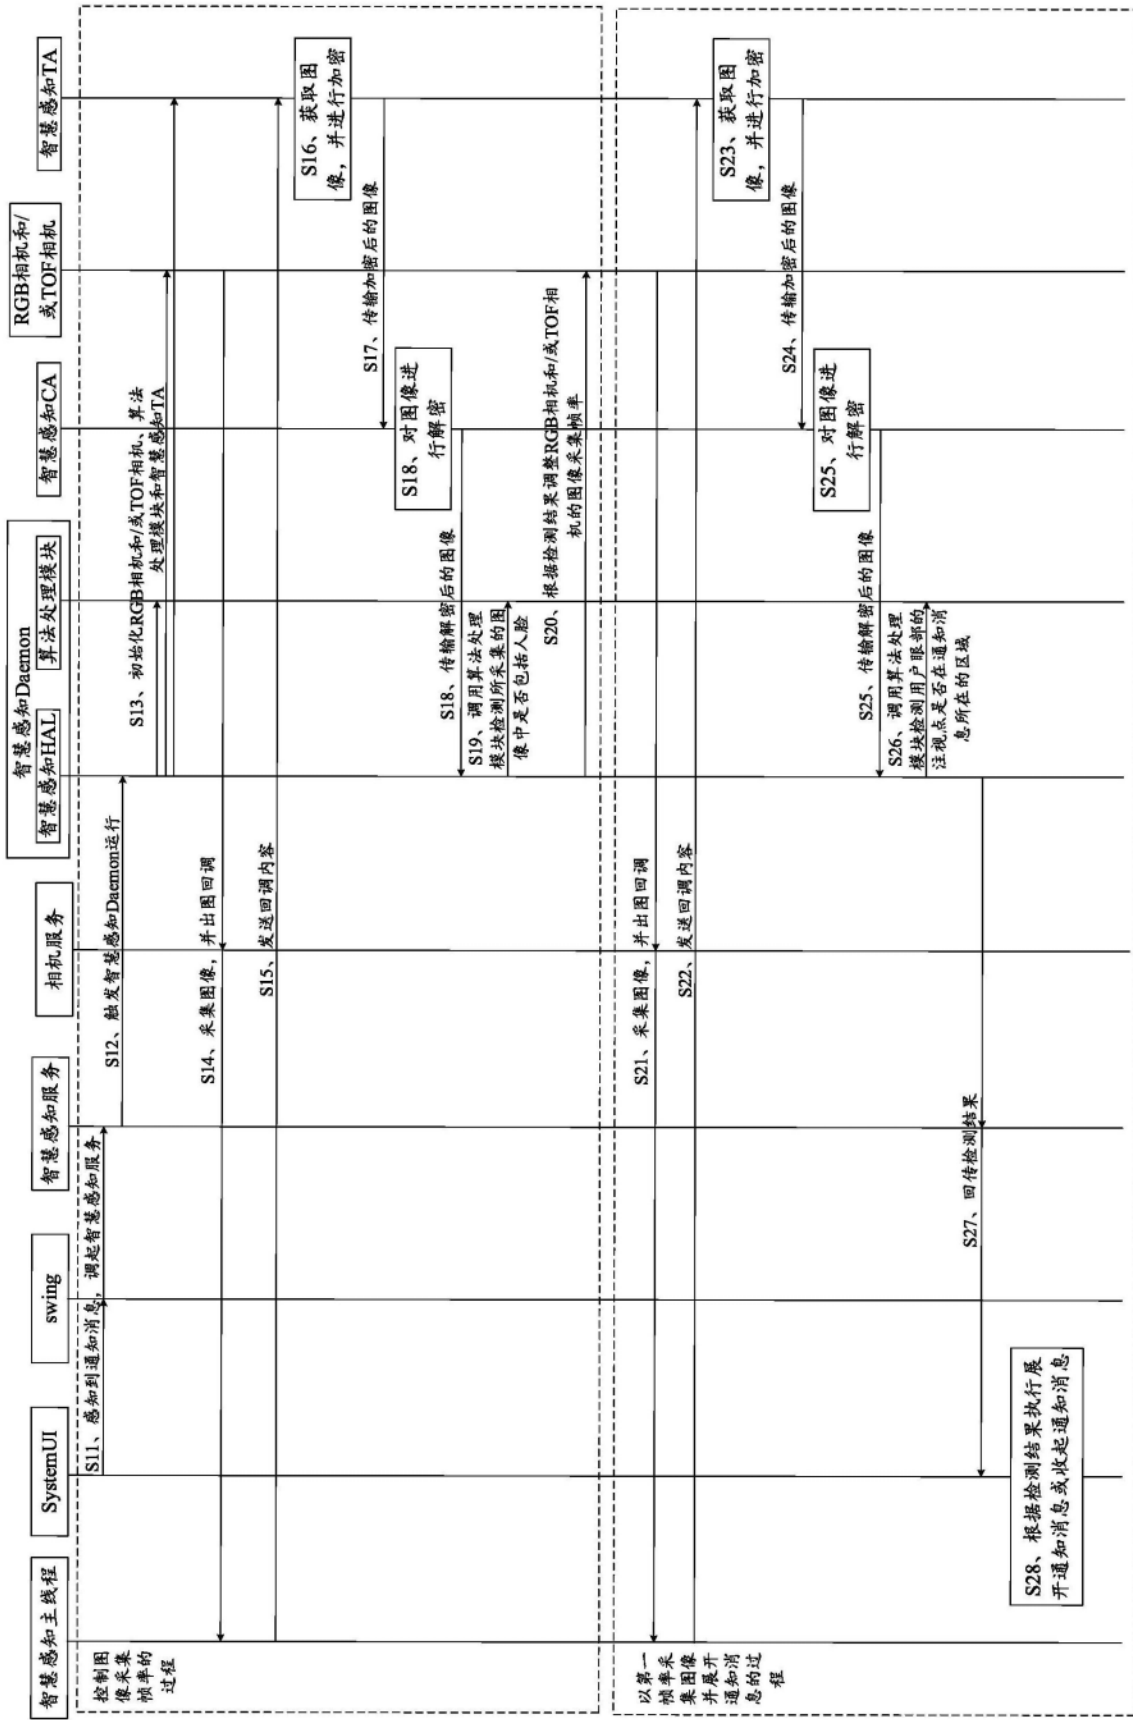 智慧感知主线程
SystemUI
swing
智慧感知服务
相机服务
智慧感知Daemon
智慧感知HAL
算法处理模块
智慧感知CA
RGB相机和/
或TOF相机
智慧感知TA
控制图
像采集
帧率的
过程
S11、感知到通知消息，调起智慧感知服务
S12、触发智慧感知Daemon运行
S13、初始化RGB相机和/或TOF相机、算法
处理模块和智慧感知TA
S14、采集图像，并出图回调
S15、发送回调内容
S16、获取图
像，并进行加密
S17、传输加密后的图像
S18、对图像进
行解密
S18、传输解密后的图像
S19、调用算法处理
模块检测所采集的图
像中是否包括人脸
S20、根据检测结果调整RGB相机和/或TOF相
机的图像采集帧率
以第一
帧率采
集图像
并展开
通知消
息的过
程
S21、采集图像，并出图回调
S22、发送回调内容
S23、获取图
像，并进行加密
S24、传输加密后的图像
S25、对图像进
行解密
S25、传输解密后的图像
S26、调用算法处理
模块检测用户眼部的
注视点是否在通知消
息所在的区域
S27、回传检测结果
S28、根据检测结果执行展
开通知消息或收起通知消息